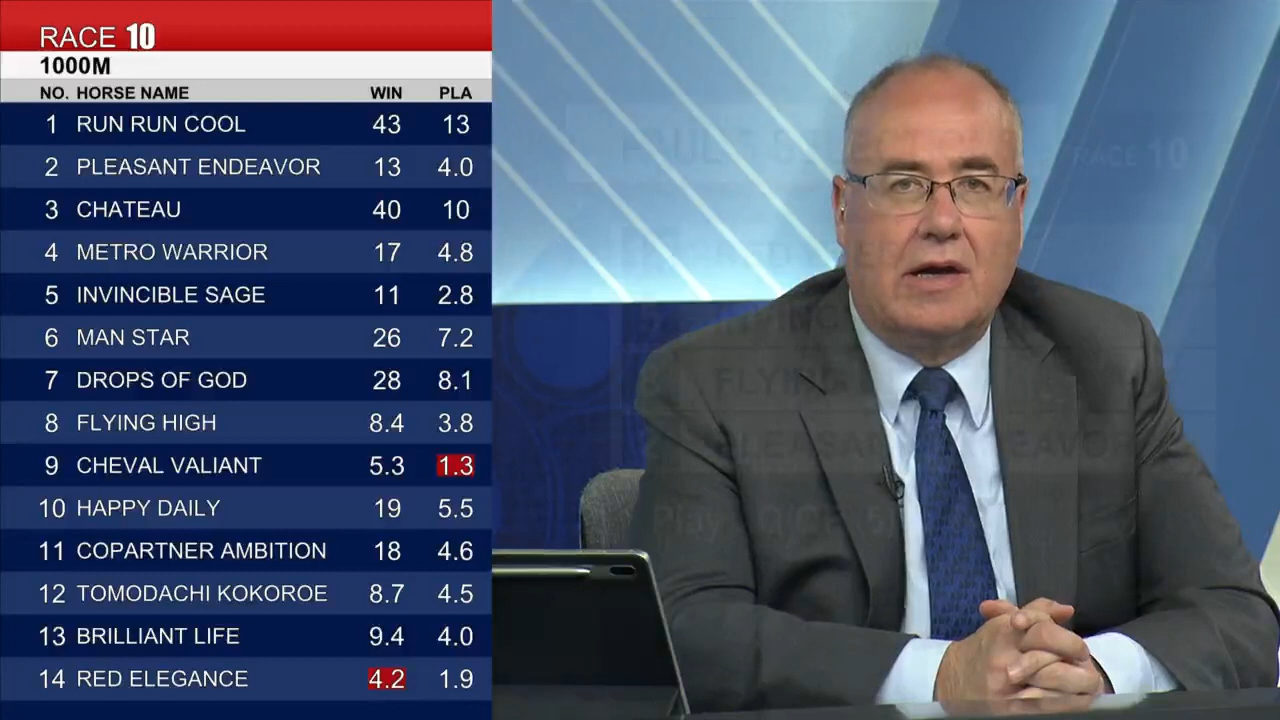 RACE 10
1000M
NO. HORSE NAME WIN PLA
1 RUN RUN COOL 43 13
2 PLEASANT ENDEAVOR 13 4.0
3 CHATEAU 40 10
4 METRO WARRIOR 17 4.8
5 INVINCIBLE SAGE 11 2.8
6 MAN STAR 26 7.2
7 DROPS OF GOD 28 8.1
8 FLYING HIGH 8.4 3.8
9 CHEVAL VALIANT 5.3 1.3
10 HAPPY DAILY 19 5.5
11 COPARTNER AMBITION 18 4.6
12 TOMODACHI KOKOROE 8.7 4.5
13 BRILLIANT LIFE 9.4 4.0
14 RED ELEGANCE 4.2 1.9
RACE 10
FLYING